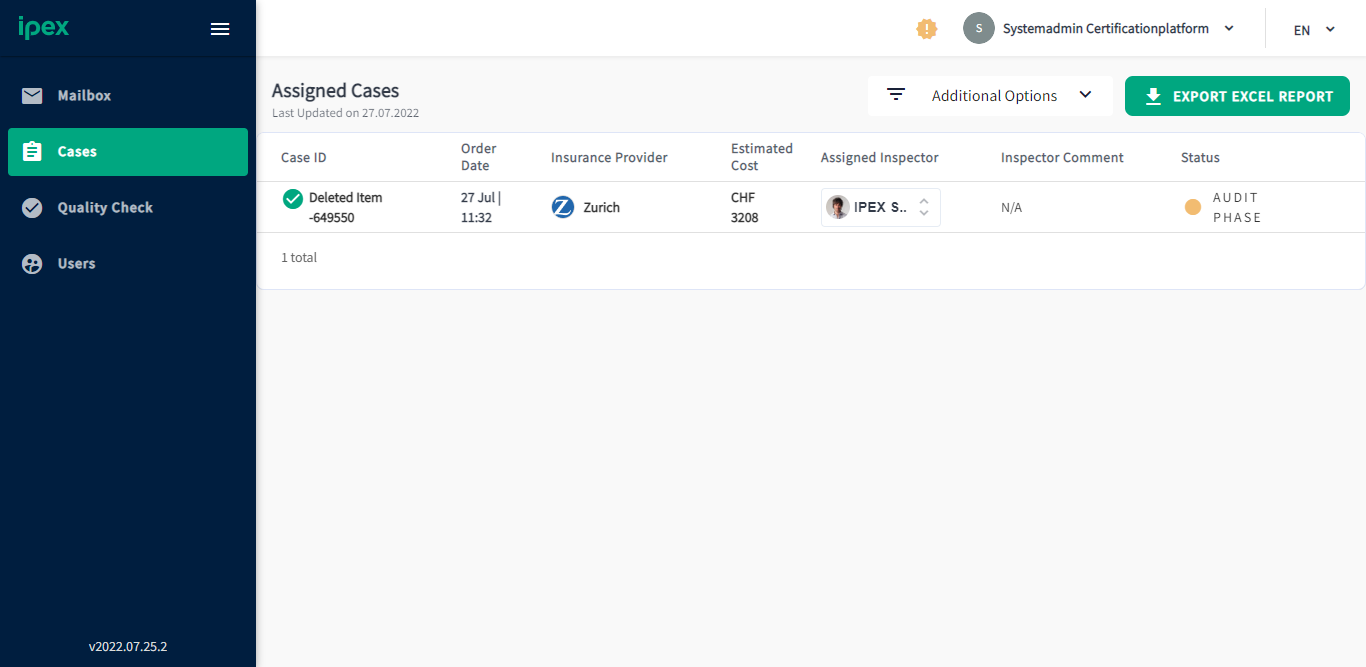 ipex
S
Systemadmin Certificationplatform
EN
Mailbox
Cases
Quality Check
Users
v2022.07.25.2
Assigned Cases
Last Updated on 27.07.2022
Additional Options
EXPORT EXCEL REPORT
Case ID
Order
Date
Insurance Provider
Estimated
Cost
Assigned Inspector
Inspector Comment
Status
Deleted Item
-649550
27 Jul |
11:32
Z
Zurich
CHF
3208
IPEX S..
N/A
AUDIT
PHASE
1 total